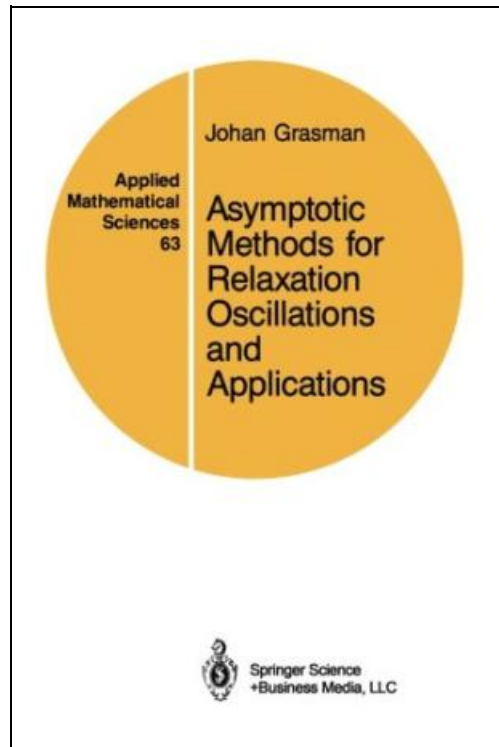 Johan Grasman
Applied
Mathematical
Sciences
63
Asymptotic
Methods for
Relaxation
Oscillations
and
Applications
Springer Science
+Business Media, LLC